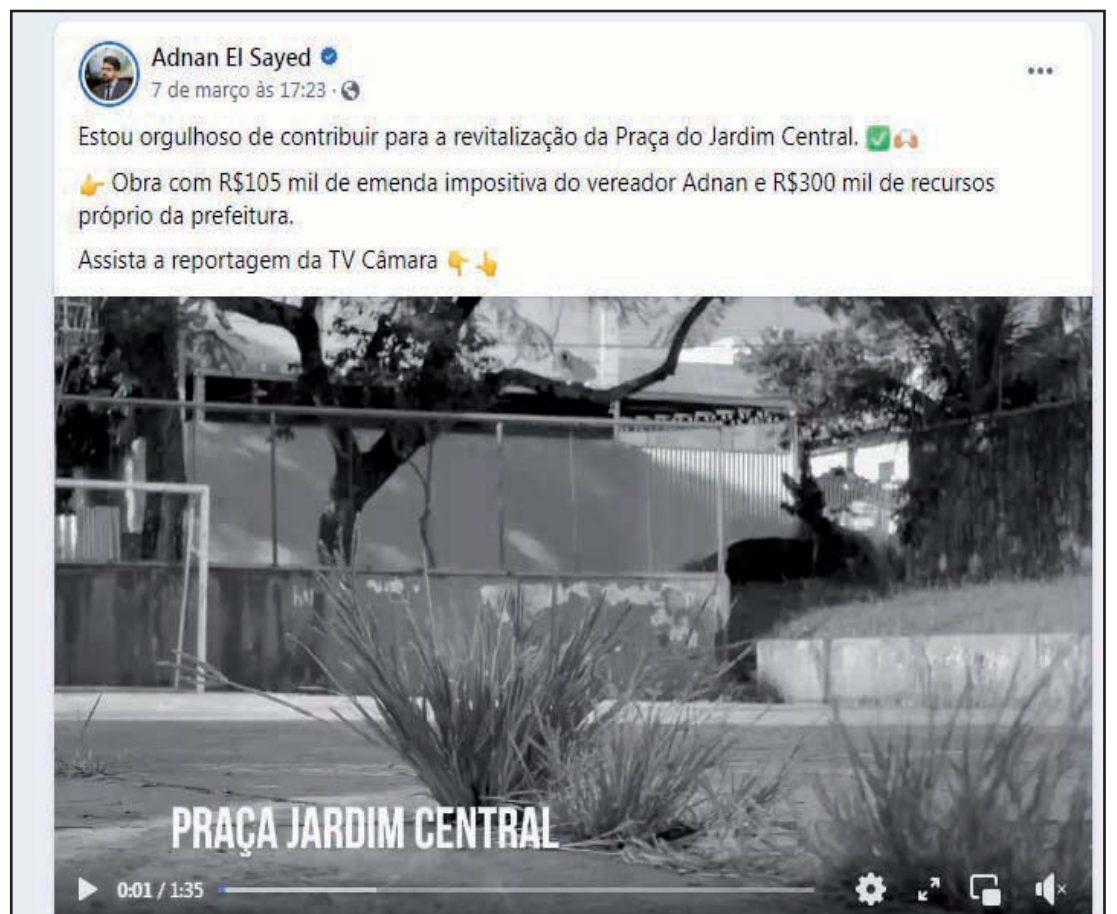 Adnan El Sayed
7 de março às 17:23 ·
Estou orgulhoso de contribuir para a revitalização da Praça do Jardim Central.
Obra com R$105 mil de emenda impositiva do vereador Adnan e R$300 mil de recursos
próprio da prefeitura.
Assista a reportagem da TV Câmara
PRAÇA JARDIM CENTRAL
0:01 / 1:35